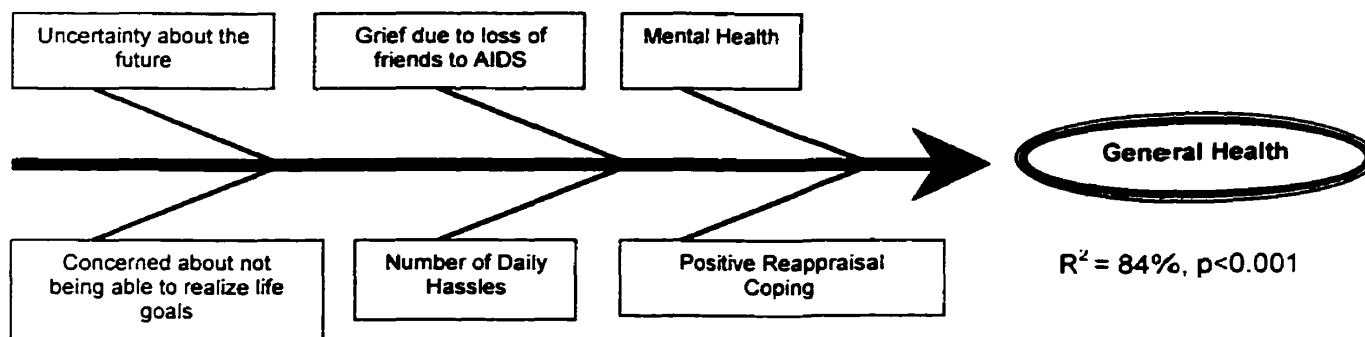 Uncertainty about the
future
Grief due to loss of
friends to AIDS
Mental Health
General Health
Concerned about not
being able to realize life
goals
Number of Daily
Hassles
Positive Reappraisal
Coping
R² = 84%, p<0.001